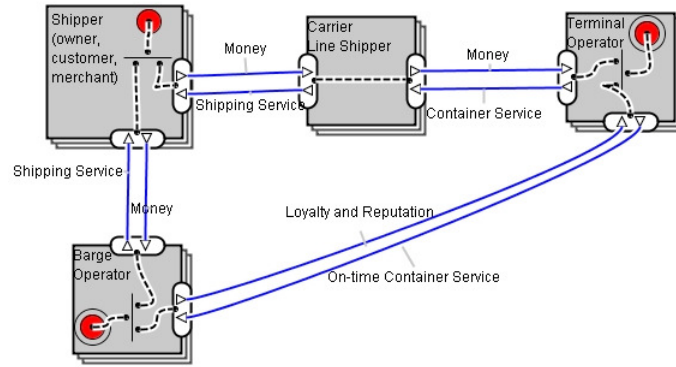 Shipper
(owner,
customer,
merchant)
Money
Shipping Service
Carrier
Line Shipper
Money
Container Service
Terminal
Operator
Shipping Service
Money
Loyalty and Reputation
On-time Container Service
Barge
Operator